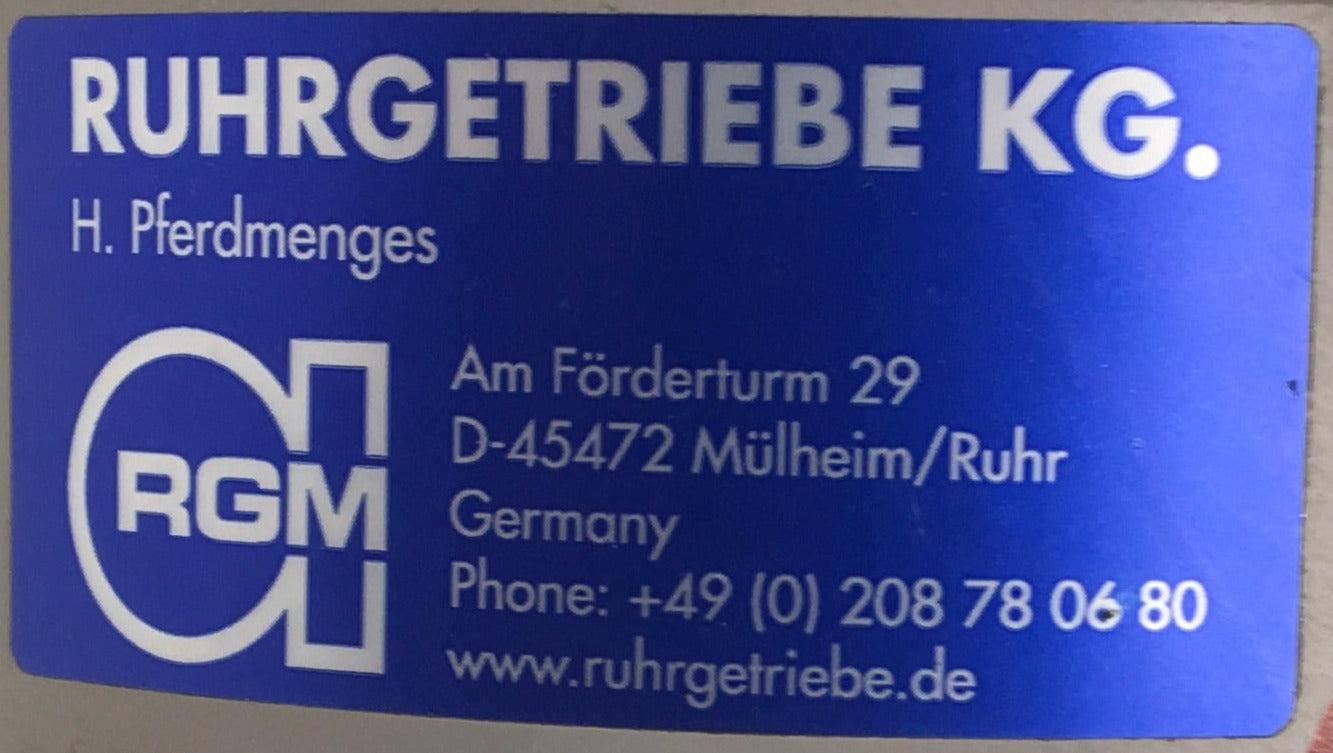 RUHRGETRIEBE KG.
H. Pferdmenges
RGM
Am Förderturm 29
D-45472 Mülheim/Ruhr
Germany
Phone: +49 (0) 208 78 06 80
www.ruhrgetriebe.de